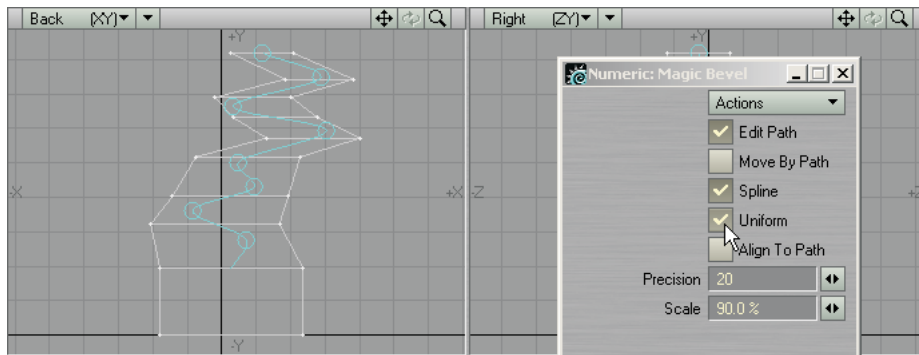 Back (XY)
Right (ZY)
+Y
+Y
Numeric: Magic Bevel
Actions
Edit Path
Move By Path
Spline
-X
+X
-Z
Uniform
Align To Path
Precision 20
Scale 90.0 %
-Y